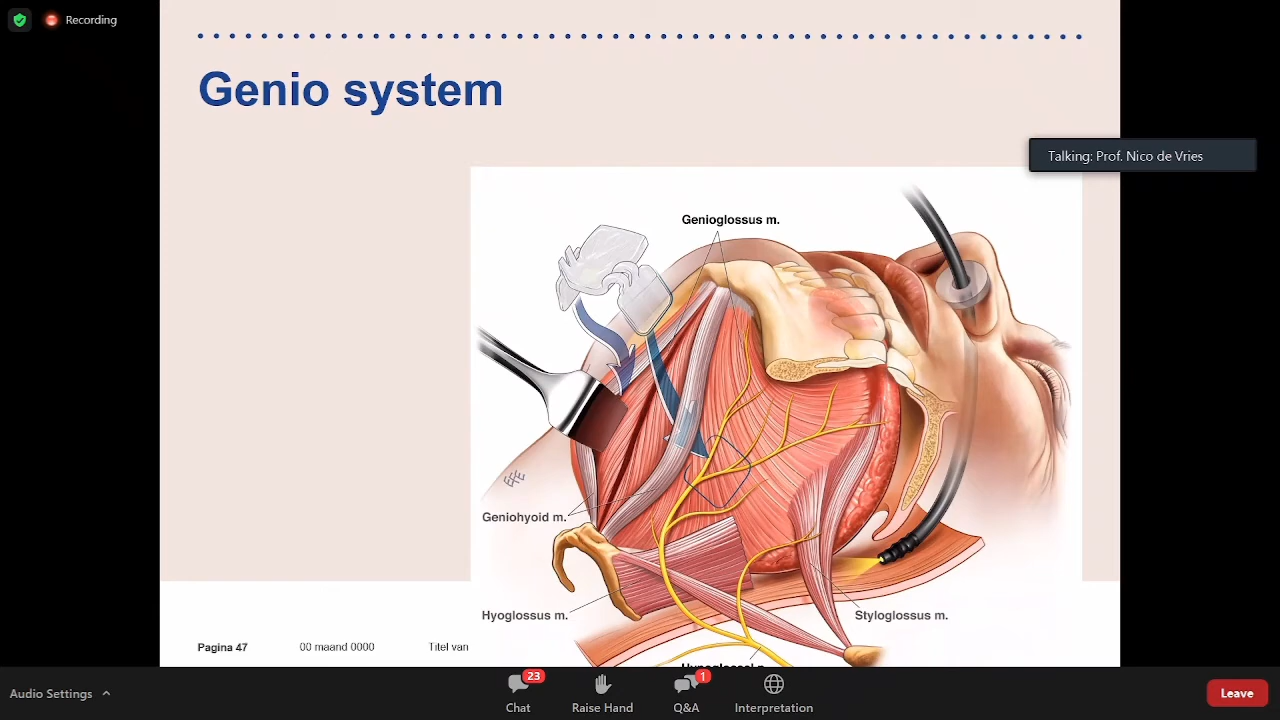 Recording
Genio system
Talking: Prof. Nico de Vries
Genioglossus m.
Geniohyoid m.
Hyoglossus m.
Styloglossus m.
Pagina 47 00 maand 0000 Titel van
Audio Settings
23
Chat
Raise Hand
1
Q&A
Interpretation
Leave